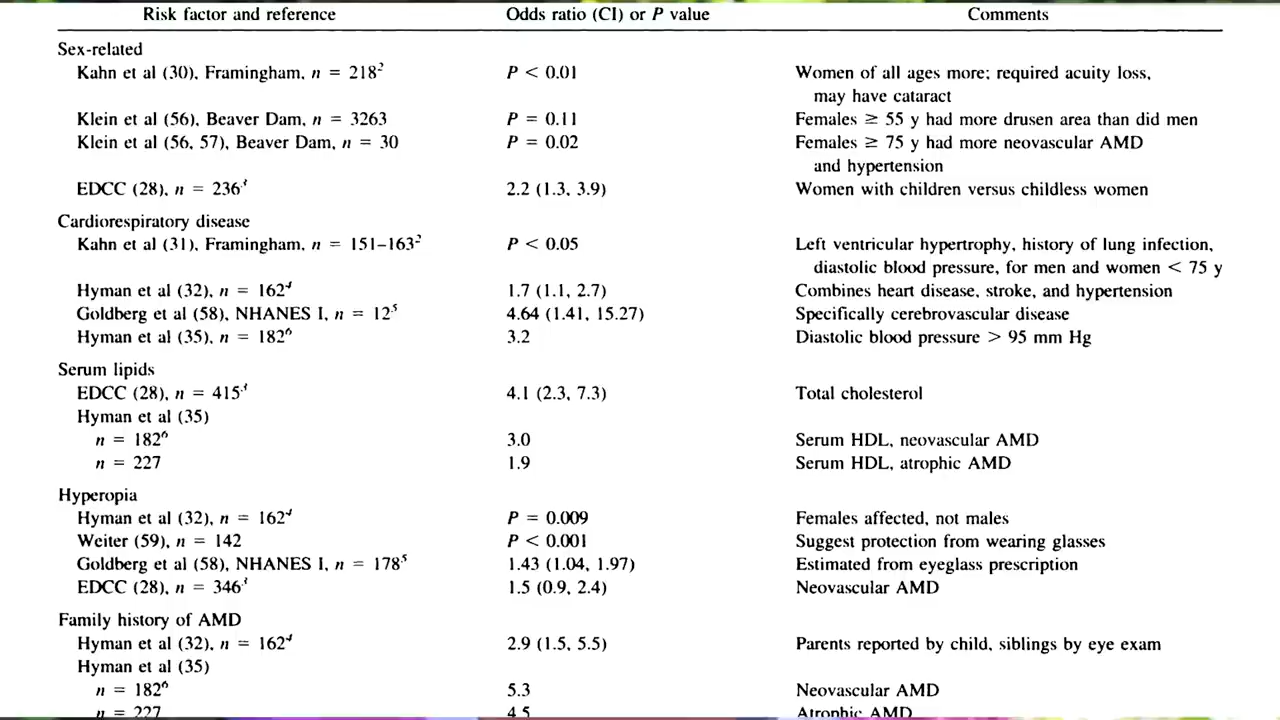 Risk factor and reference Odds ratio (CI) or P value Comments
Sex-related
Kahn et al (30), Framingham, n = 218² P < 0.01 Women of all ages more; required acuity loss,
may have cataract
Klein et al (56), Beaver Dam, n = 3263 P = 0.11 Females ≥ 55 y had more drusen area than did men
Klein et al (56, 57), Beaver Dam, n = 30 P = 0.02 Females ≥ 75 y had more neovascular AMD
and hypertension
EDCC (28), n = 236³ 2.2 (1.3, 3.9) Women with children versus childless women
Cardiorespiratory disease
Kahn et al (31), Framingham, n = 151–163² P < 0.05 Left ventricular hypertrophy, history of lung infection,
diastolic blood pressure, for men and women < 75 y
Hyman et al (32), n = 162⁴ 1.7 (1.1, 2.7) Combines heart disease, stroke, and hypertension
Goldberg et al (58), NHANES I, n = 12⁵ 4.64 (1.41, 15.27) Specifically cerebrovascular disease
Hyman et al (35), n = 182⁶ 3.2 Diastolic blood pressure > 95 mm Hg
Serum lipids
EDCC (28), n = 415³ 4.1 (2.3, 7.3) Total cholesterol
Hyman et al (35)
n = 182⁶ 3.0 Serum HDL, neovascular AMD
n = 227 1.9 Serum HDL, atrophic AMD
Hyperopia
Hyman et al (32), n = 162⁴ P = 0.009 Females affected, not males
Weiter (59), n = 142 P < 0.001 Suggest protection from wearing glasses
Goldberg et al (58), NHANES I, n = 178⁵ 1.43 (1.04, 1.97) Estimated from eyeglass prescription
EDCC (28), n = 346³ 1.5 (0.9, 2.4) Neovascular AMD
Family history of AMD
Hyman et al (32), n = 162⁴ 2.9 (1.5, 5.5) Parents reported by child, siblings by eye exam
Hyman et al (35)
n = 182⁶ 5.3 Neovascular AMD
n = 227 4.5 Atrophic AMD